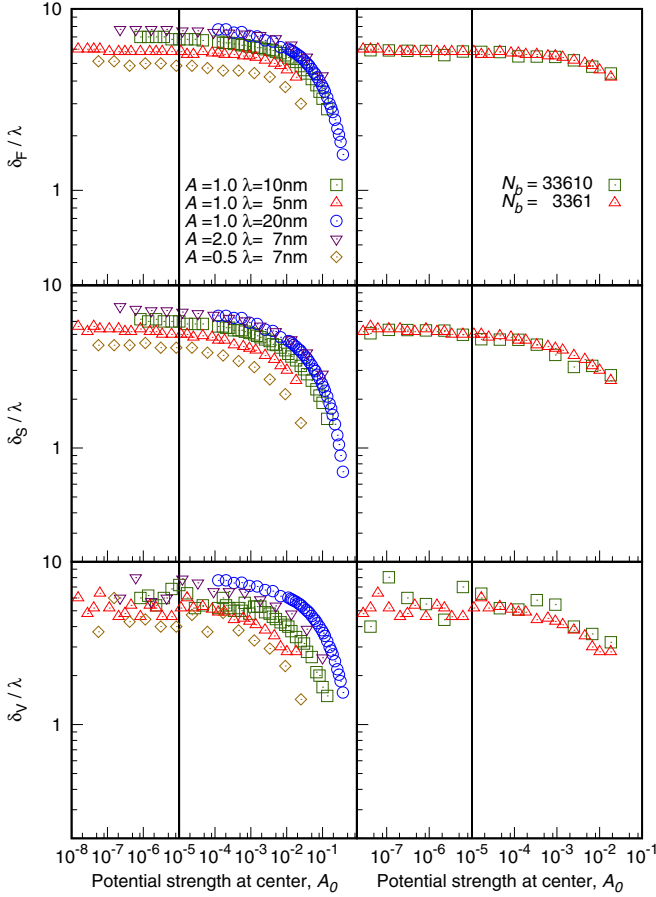 10
δF / λ
1
A =1.0 λ=10nm
A =1.0 λ= 5nm
A =1.0 λ=20nm
A =2.0 λ= 7nm
A =0.5 λ= 7nm
Nb = 33610
Nb = 3361
10
δS / λ
1
10
δV / λ
1
10-8 10-7 10-6 10-5 10-4 10-3 10-2 10-1 10-7 10-6 10-5 10-4 10-3 10-2 10-1
Potential strength at center, A0 Potential strength at center, A0